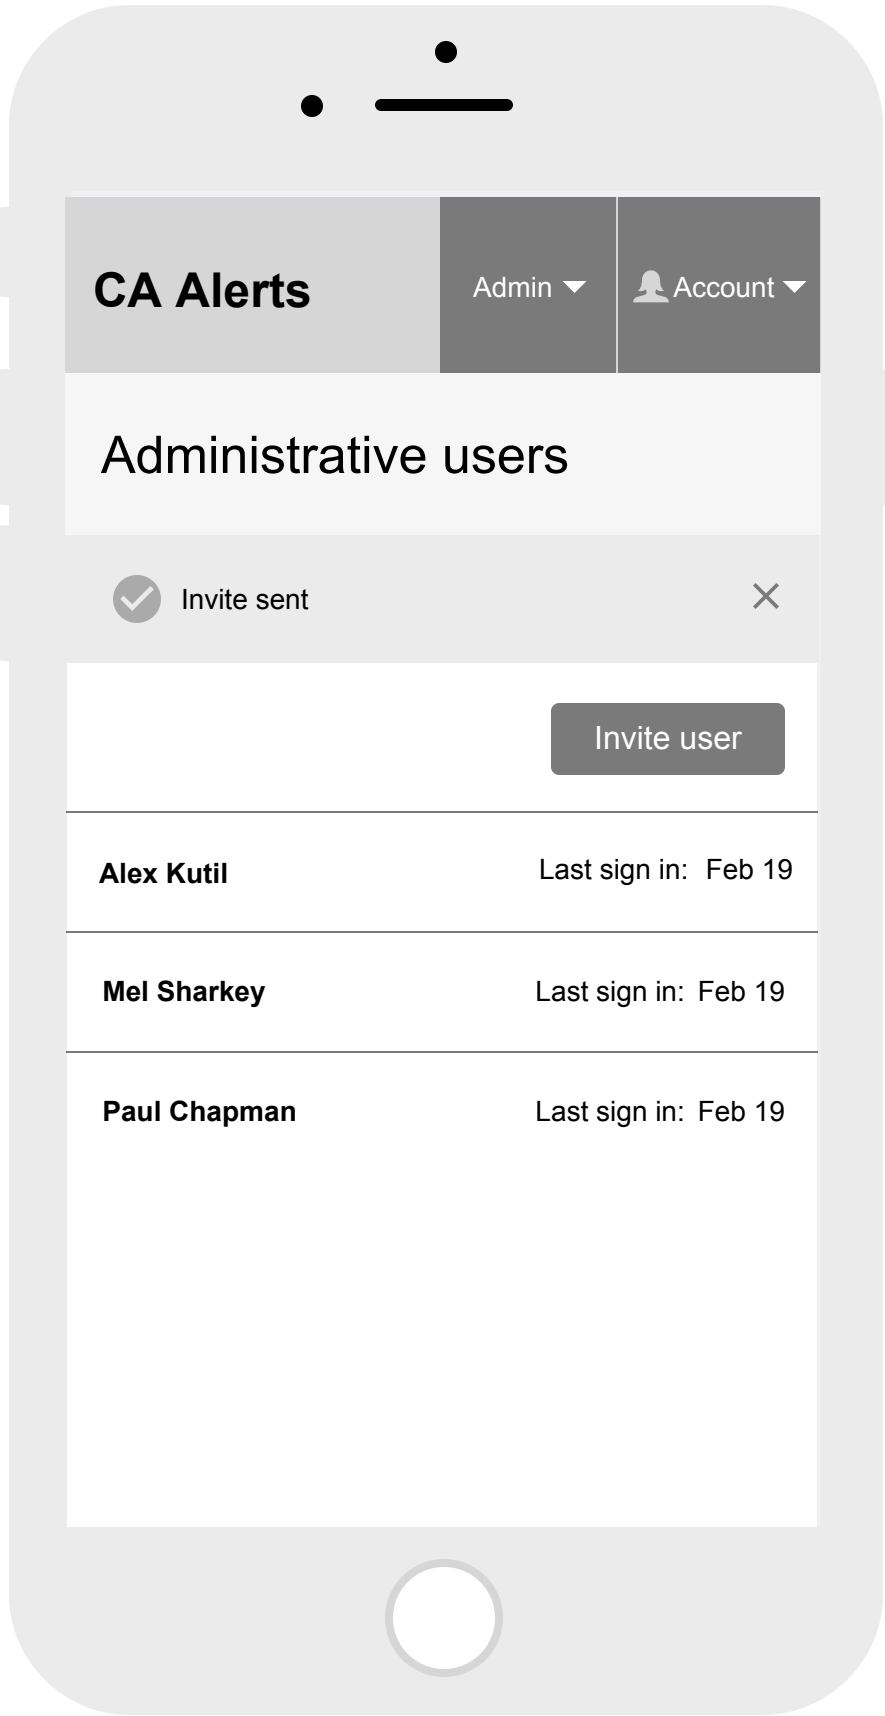 CA Alerts Admin Account
Administrative users
Invite sent
Invite user
Alex Kutil Last sign in: Feb 19
Mel Sharkey Last sign in: Feb 19
Paul Chapman Last sign in: Feb 19